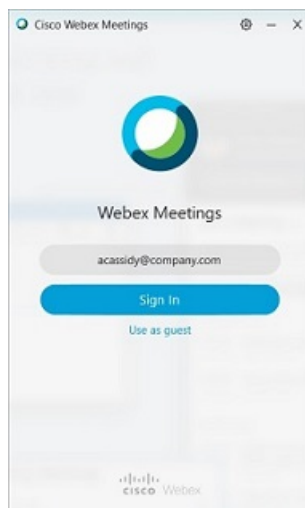 Cisco Webex Meetings
Webex Meetings
acassidy@company.com
Sign In
Use as guest
cisco Webex